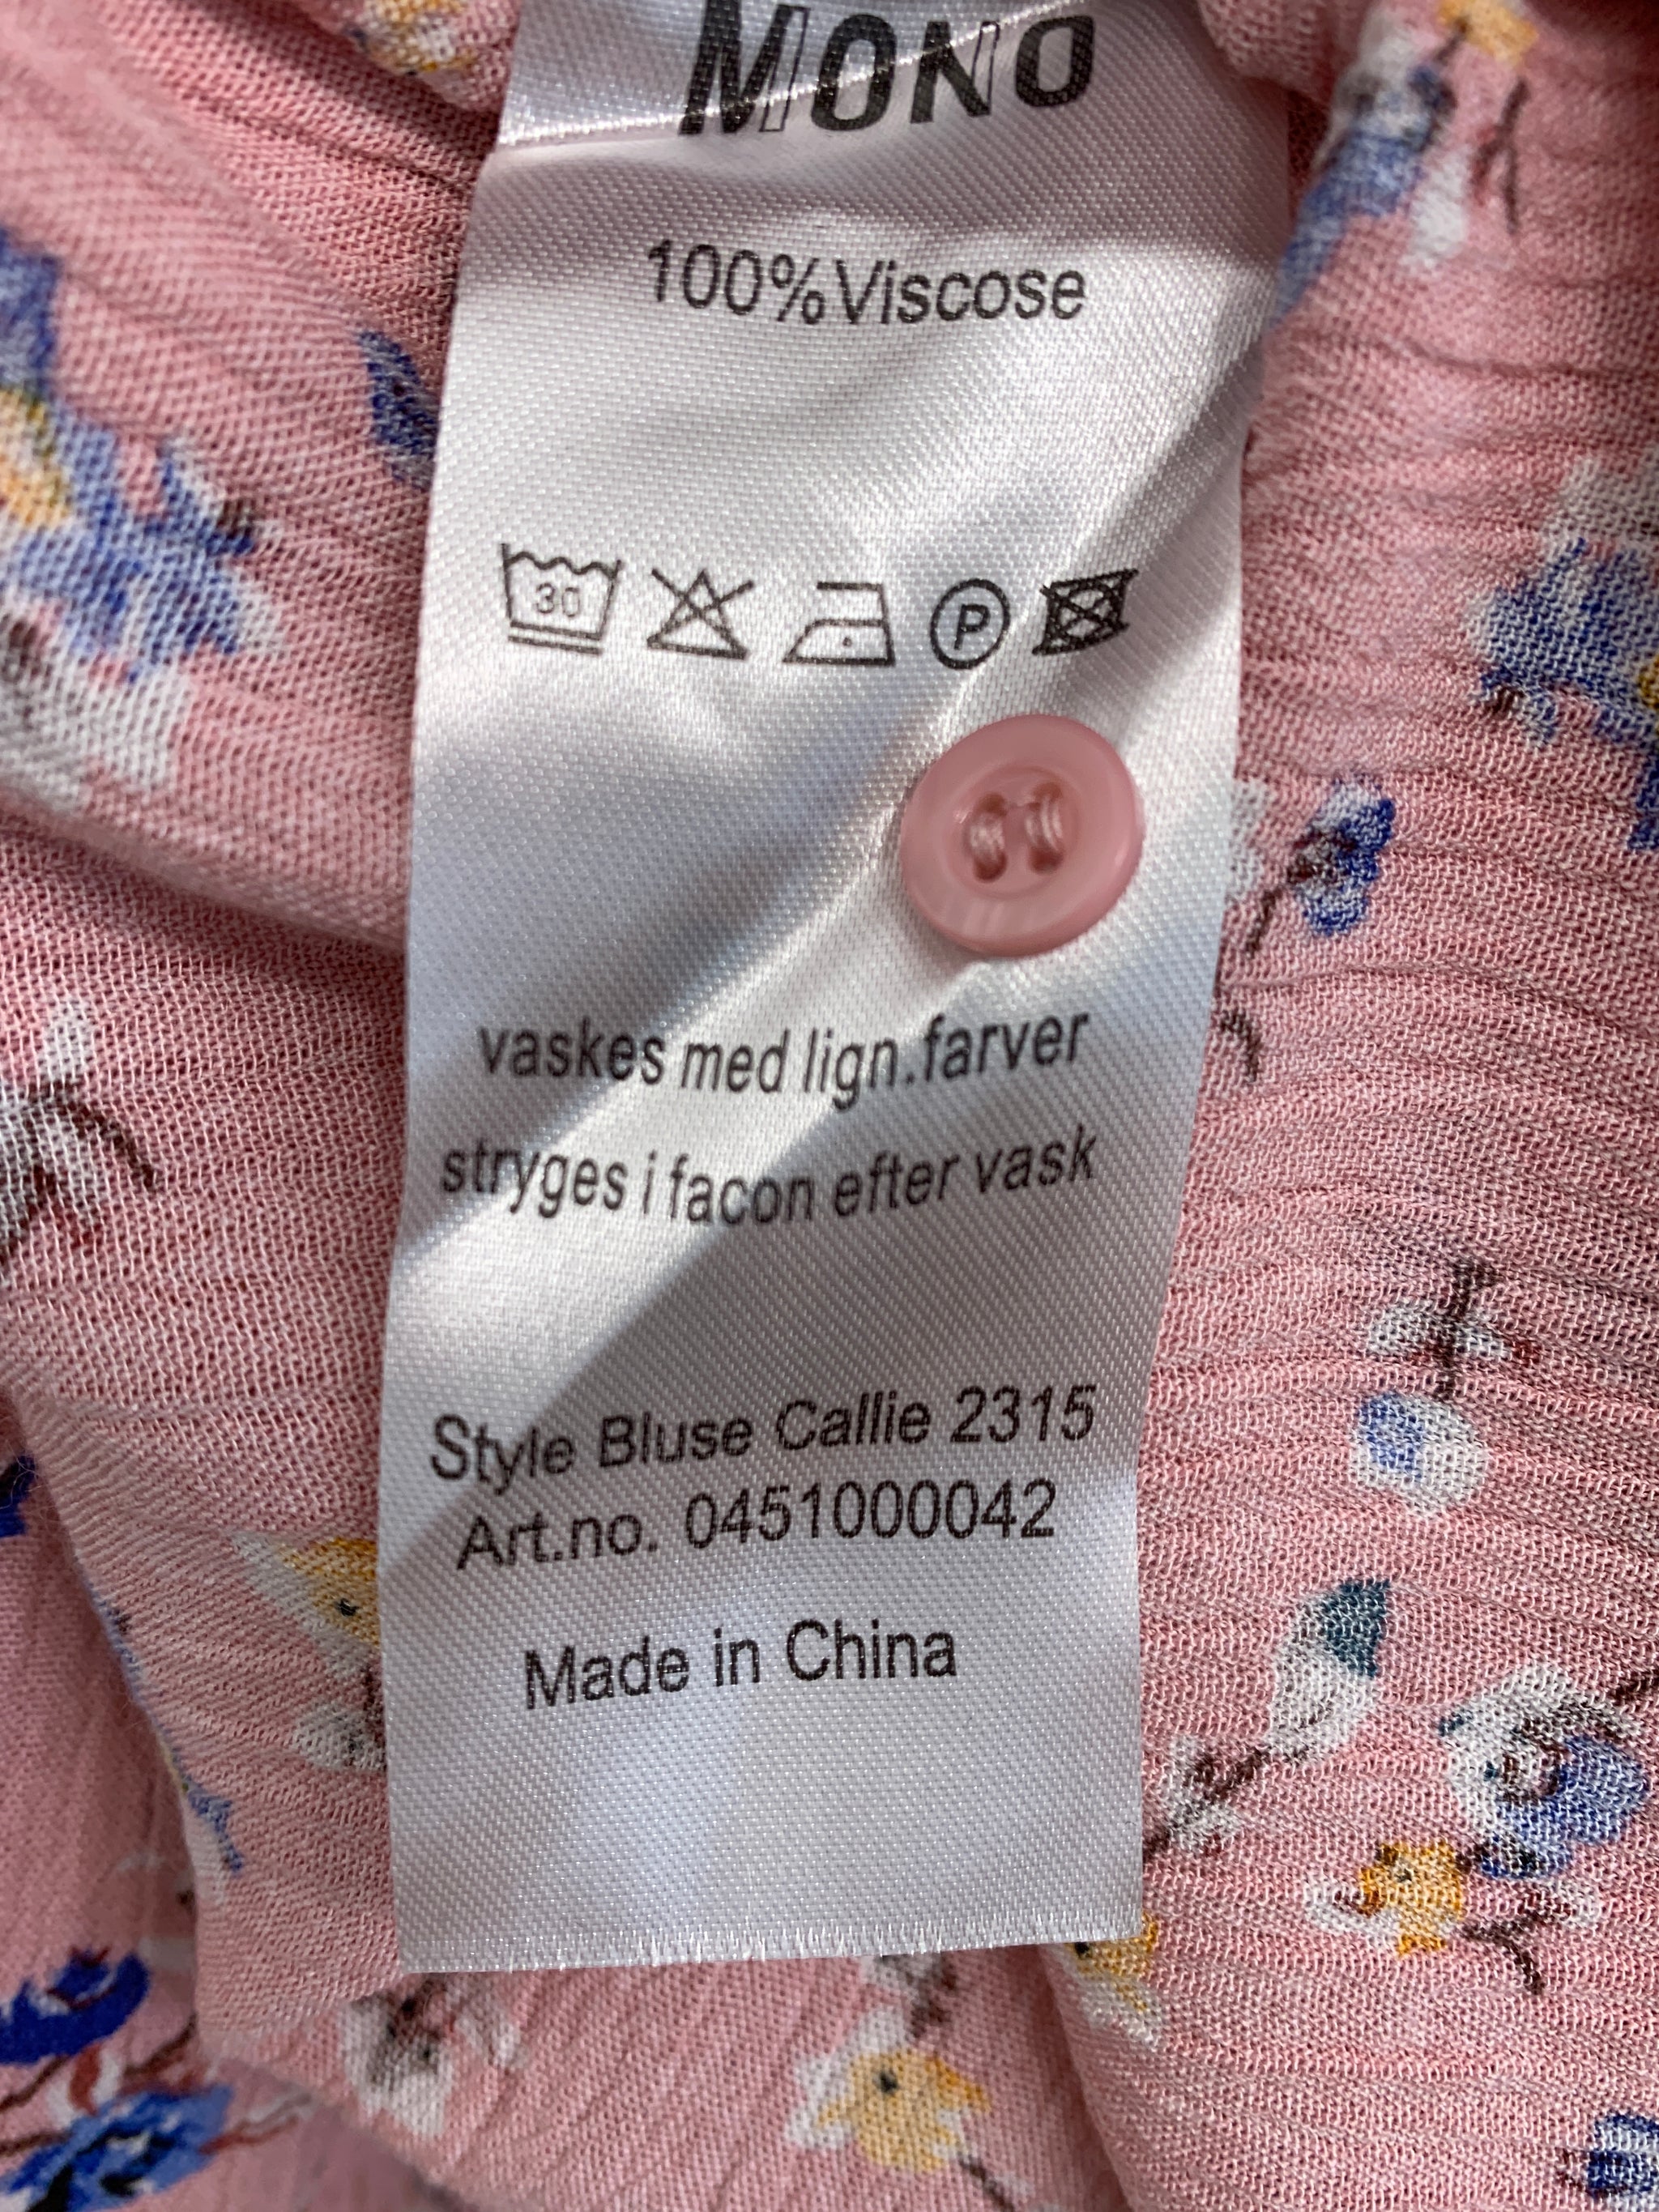 MONO
100%Viscose
30
P
vaskes med lign.farver
stryges i facon efter vask
Style Bluse Callie 2315
Art.no. 0451000042
Made in China